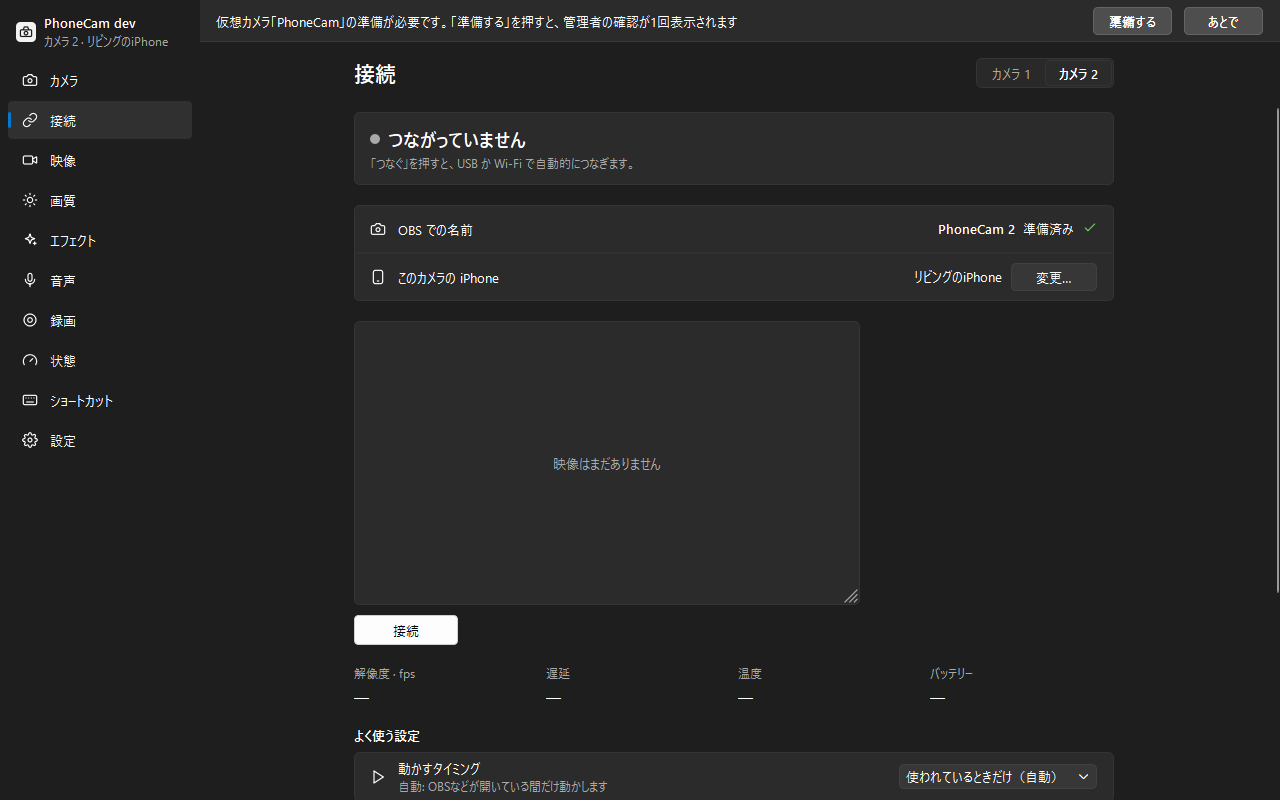 PhoneCam dev
カメラ 2 · リビングのiPhone
カメラ
接続
映像
画質
エフェクト
音声
録画
状態
ショートカット
設定
仮想カメラ「PhoneCam」の準備が必要です。「準備する」を押すと、管理者の確認が1回表示されます
準備する
あとで
接続
カメラ 1
カメラ 2
つながっていません
「つなぐ」を押すと、USB か Wi-Fi で自動的につなぎます。
OBS での名前
PhoneCam 2 準備済み
このカメラの iPhone
リビングのiPhone
変更...
映像はまだありません
接続
解像度 · fps
遅延
温度
バッテリー
—
—
—
—
よく使う設定
動かすタイミング
自動: OBSなどが開いている間だけ動かします
使われているときだけ（自動）